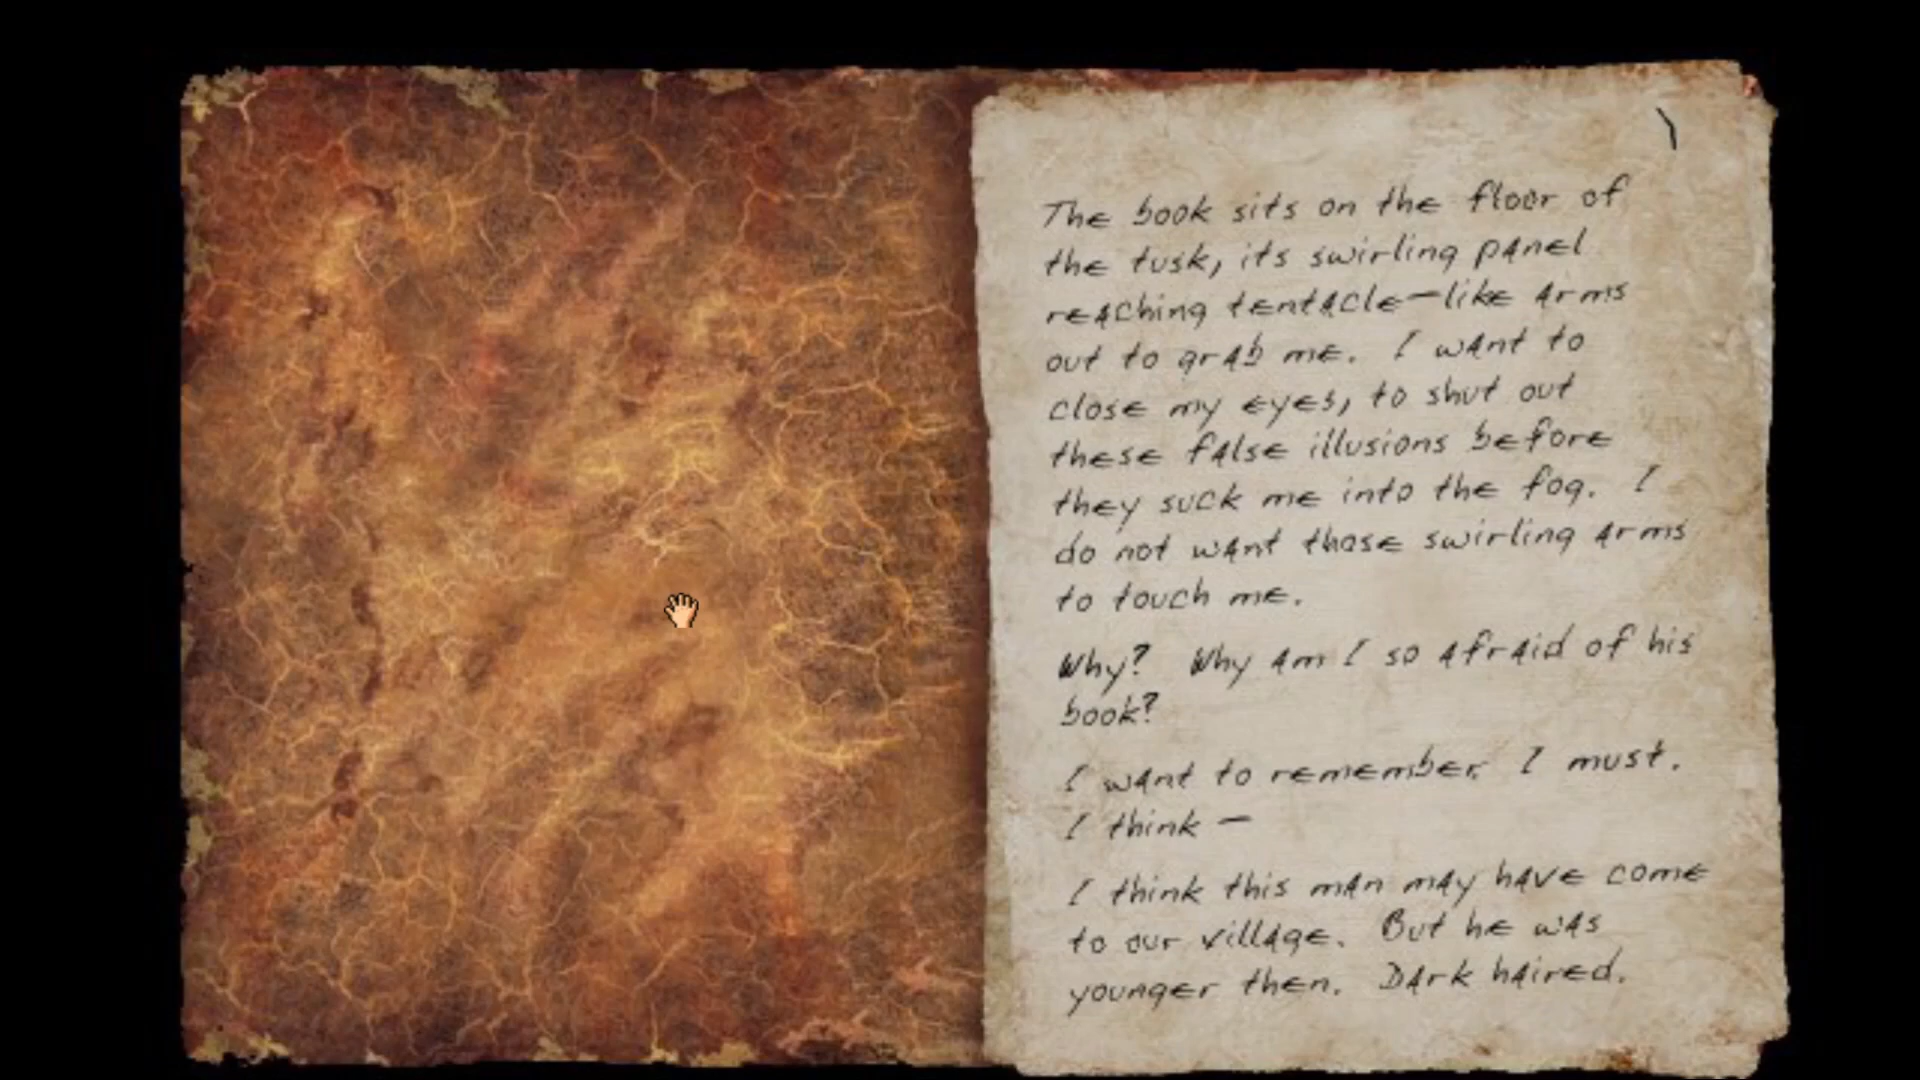 The book sits on the floor of
the tusk, its swirling panel
reaching tentacle-like arms
out to grab me. I want to
close my eyes, to shut out
these false illusions before
they suck me into the fog. I
do not want those swirling arms
to touch me.
Why? Why am I so afraid of his
book?
I want to remember. I must.
I think —
I think this man may have come
to our village. But he was
younger then. Dark haired.